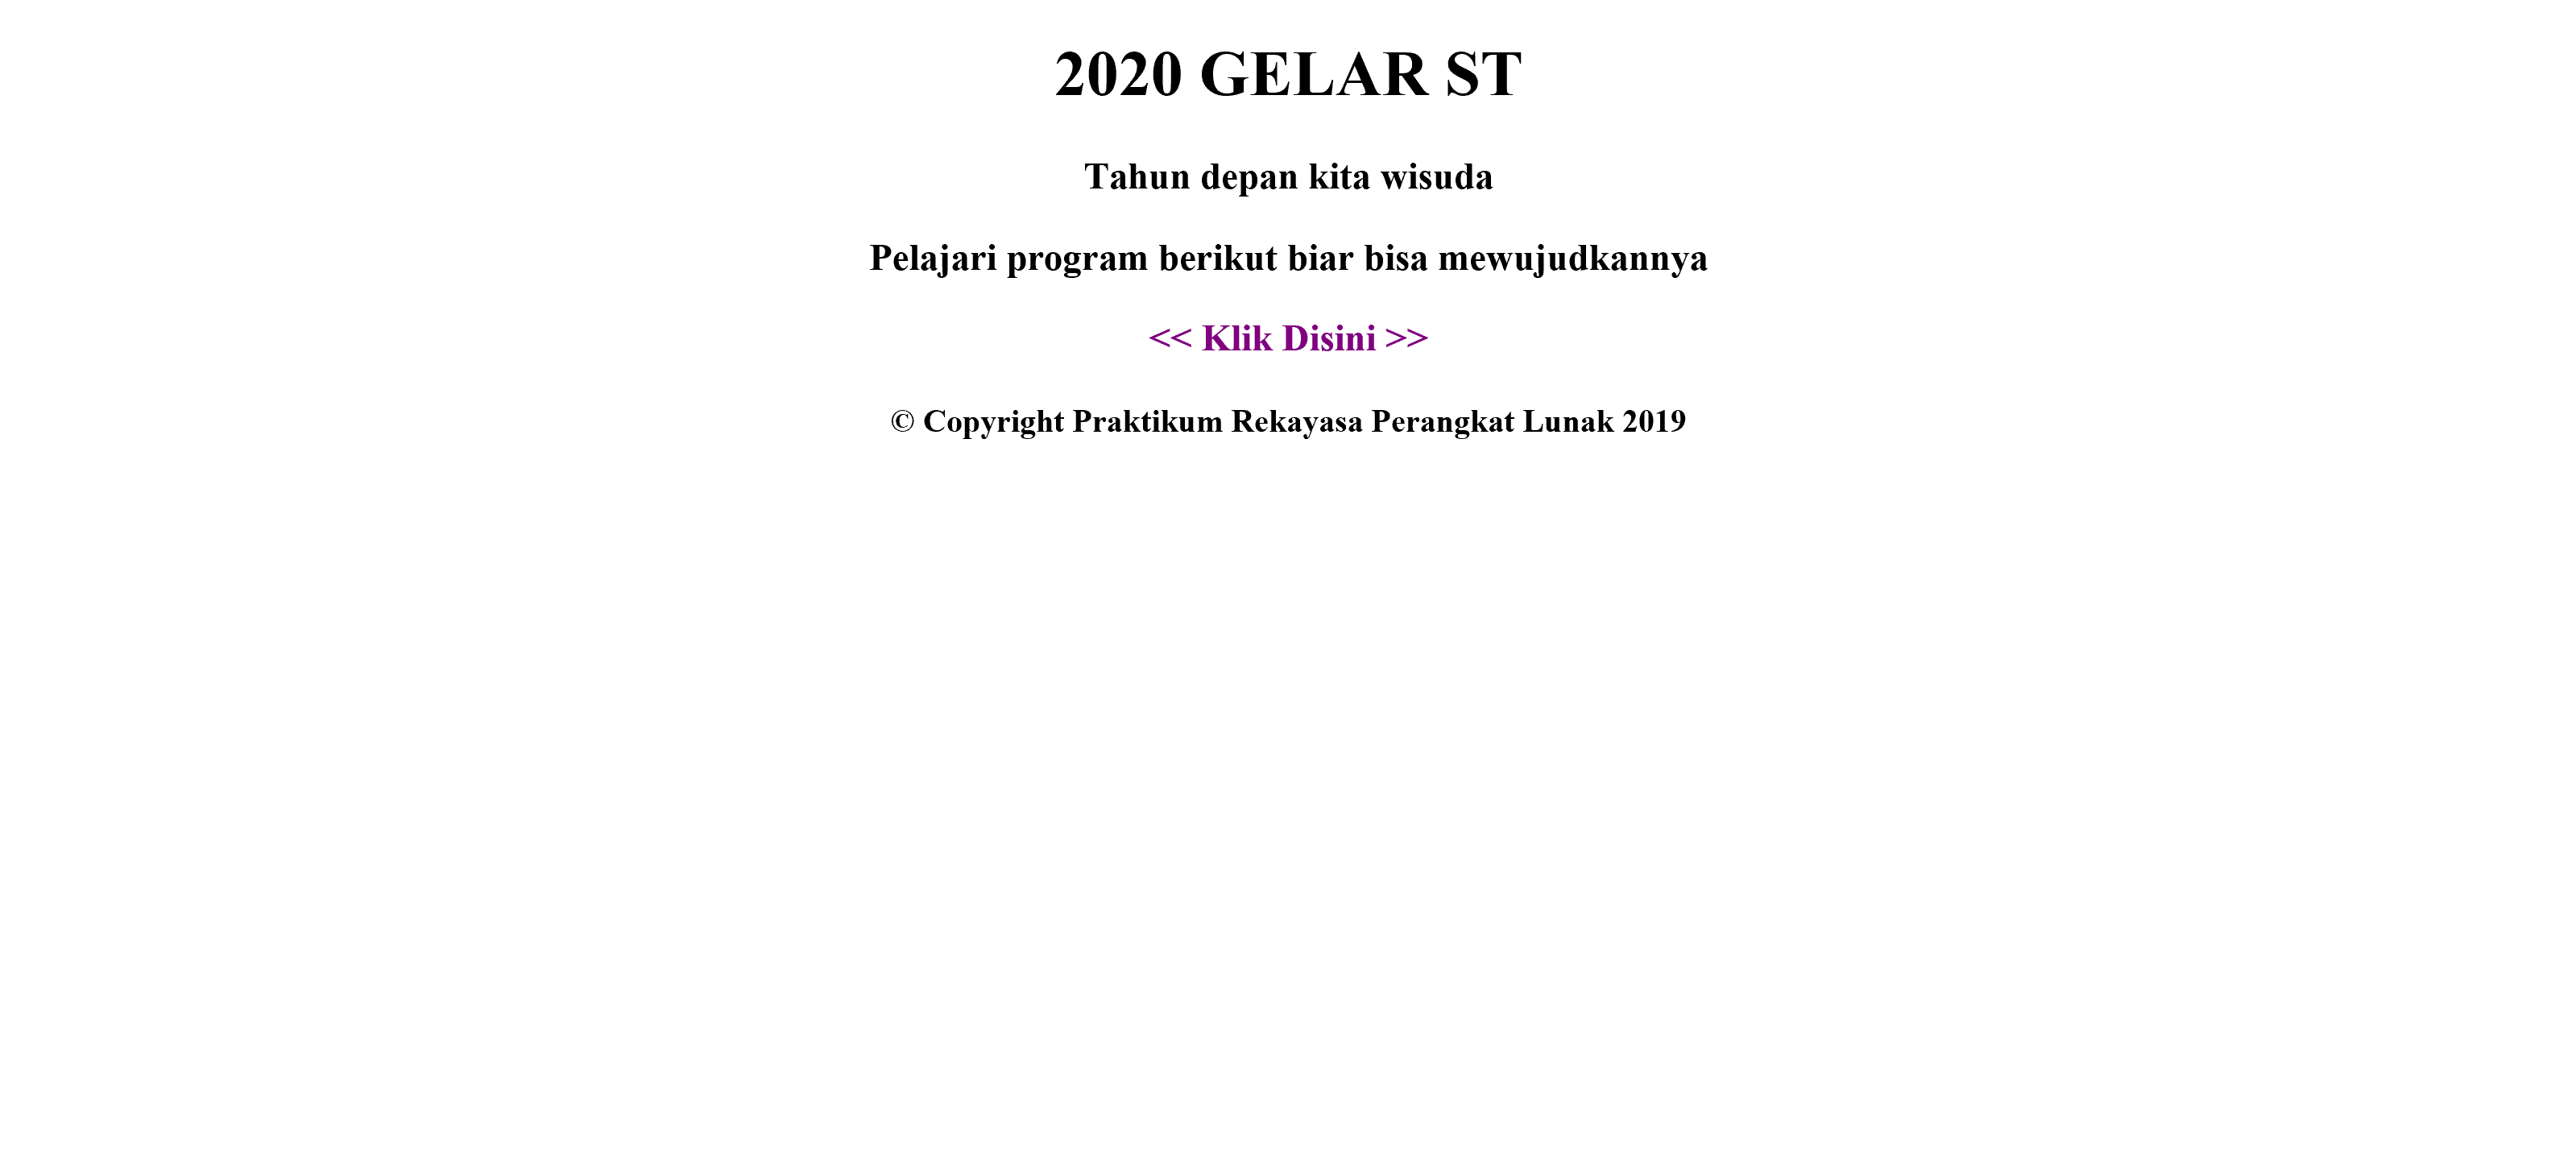 2020 GELAR ST
Tahun depan kita wisuda
Pelajari program berikut biar bisa mewujudkannya
<< Klik Disini >>
© Copyright Praktikum Rekayasa Perangkat Lunak 2019